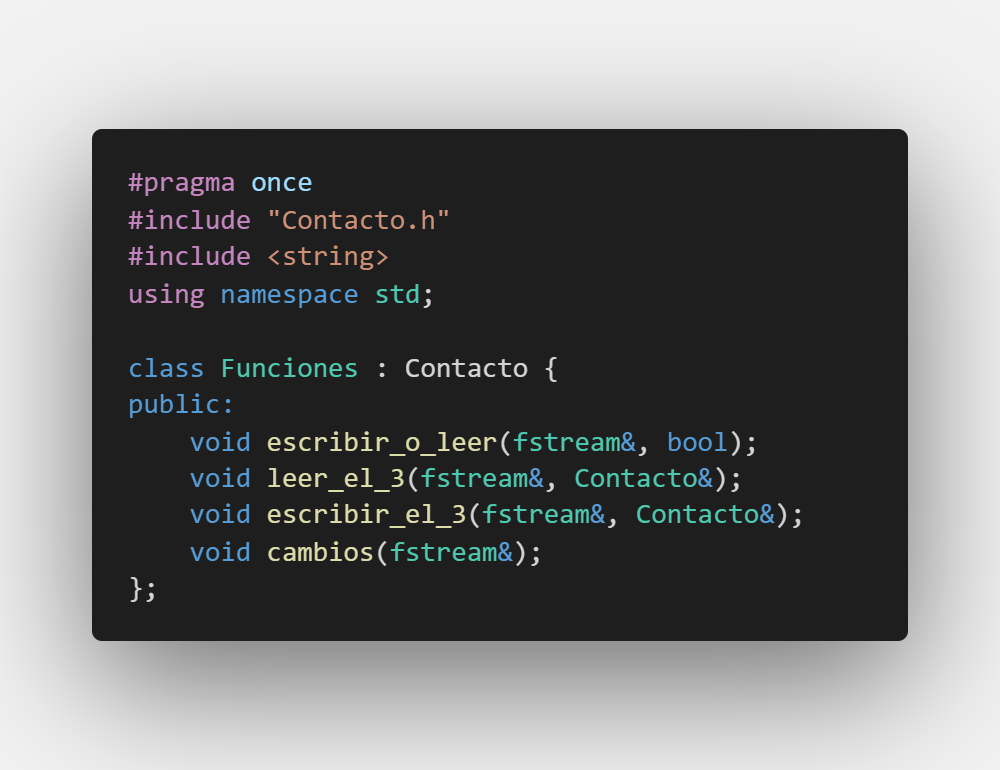 #pragma once
#include "Contacto.h"
#include <string>
using namespace std;

class Funciones : Contacto {
public:
    void escribir_o_leer(fstream&, bool);
    void leer_el_3(fstream&, Contacto&);
    void escribir_el_3(fstream&, Contacto&);
    void cambios(fstream&);
};